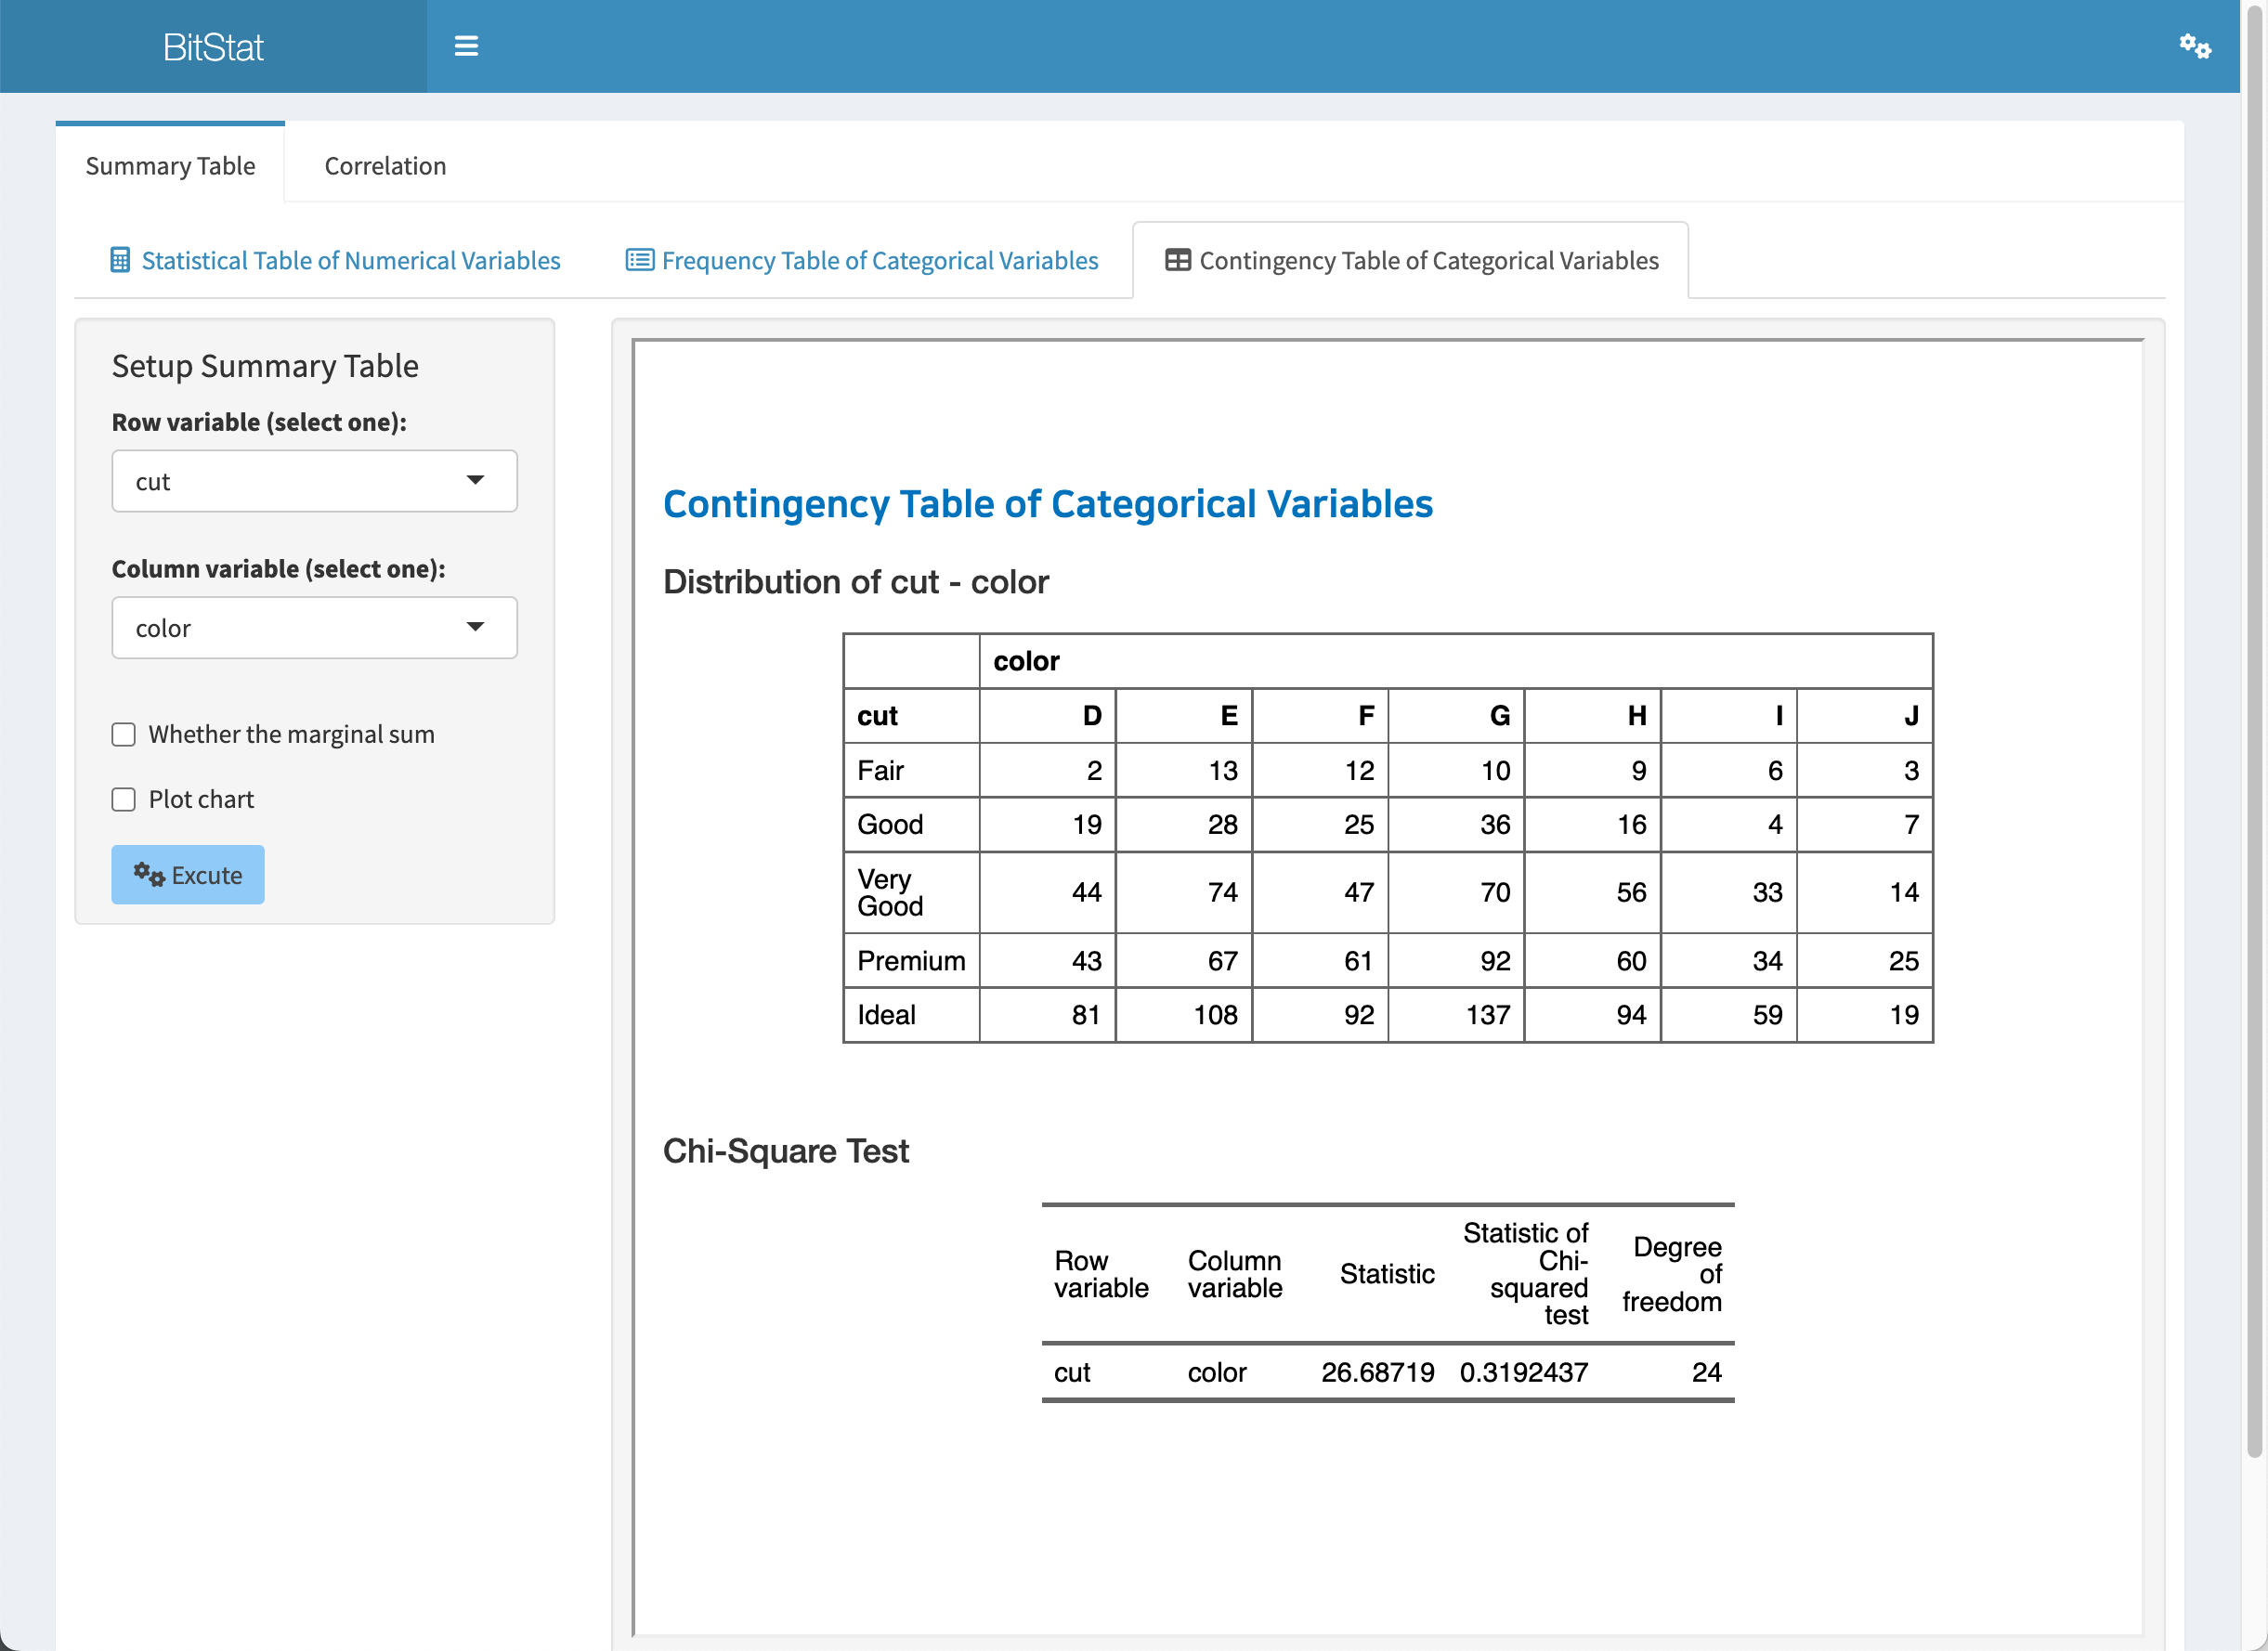 BitStat
Summary Table Correlation
Statistical Table of Numerical Variables Frequency Table of Categorical Variables Contingency Table of Categorical Variables
Setup Summary Table
Row variable (select one):
cut
Column variable (select one):
color
Whether the marginal sum
Plot chart
Excute
Contingency Table of Categorical Variables
Distribution of cut - color
color
cut D E F G H I J
Fair 2 13 12 10 9 6 3
Good 19 28 25 36 16 4 7
Very
Good 44 74 47 70 56 33 14
Premium 43 67 61 92 60 34 25
Ideal 81 108 92 137 94 59 19
Chi-Square Test
Row
variable
Column
variable
Statistic
Statistic of
Chi-
squared
test
Degree
of
freedom
cut color 26.68719 0.3192437 24